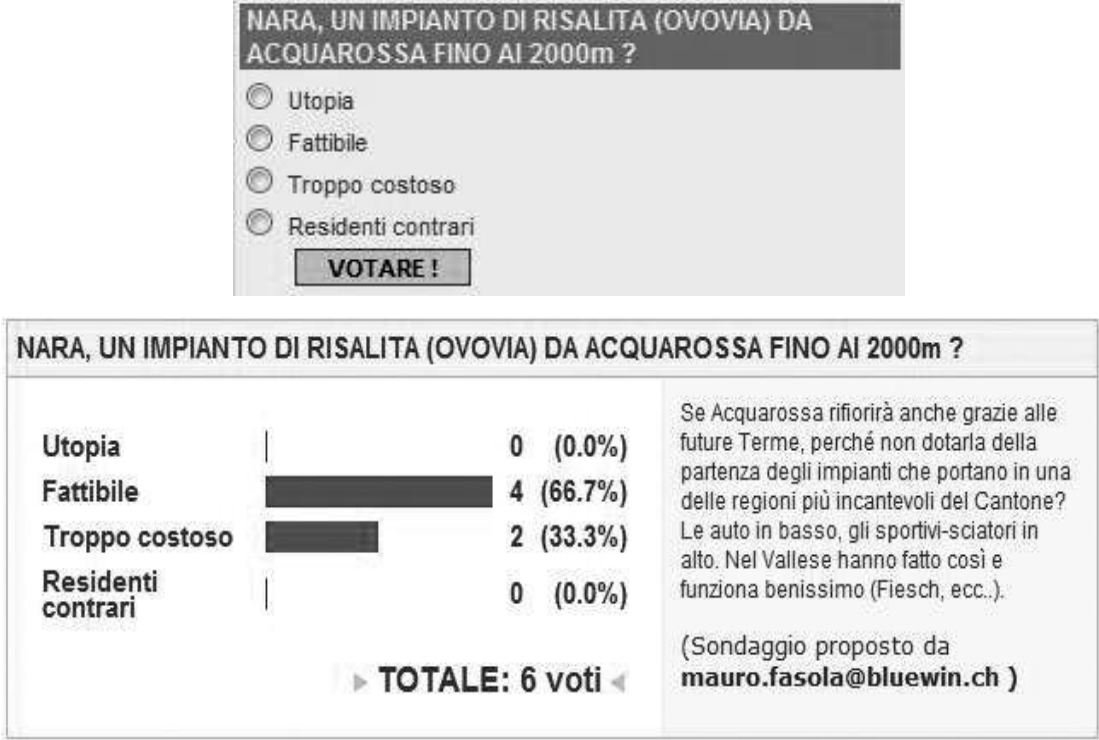 NARA, UN IMPIANTO DI RISALITA (OVOVIA) DA
ACQUAROSSA FINO AI 2000m ?
Utopia
Fattibile
Troppo costoso
Residenti contrari
VOTARE !
NARA, UN IMPIANTO DI RISALITA (OVOVIA) DA ACQUAROSSA FINO AI 2000m ?
Utopia 0 (0.0%)
Fattibile 4 (66.7%)
Troppo costoso 2 (33.3%)
Residenti
contrari 0 (0.0%)
TOTALE: 6 voti
Se Acquarossa rifiorirà anche grazie alle
future Terme, perché non dotarla della
partenza degli impianti che portano in una
delle regioni più incantevoli del Cantone?
Le auto in basso, gli sportivi-sciatori in
alto. Nel Vallese hanno fatto così e
funziona benissimo (Fiesch, ecc..).
(Sondaggio proposto da
mauro.fasola@bluewin.ch )